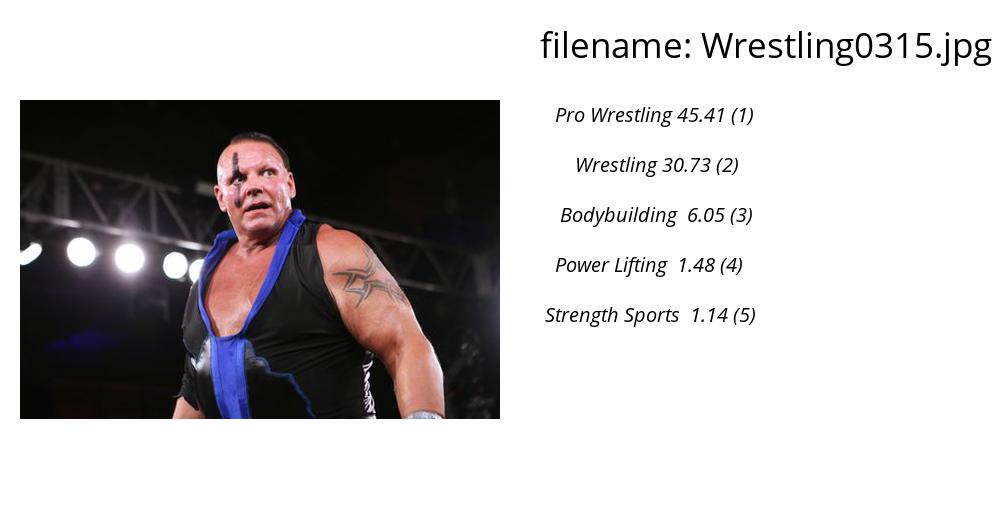 filename: Wrestling0315.jpg
Pro Wrestling 45.41 (1)
Wrestling 30.73 (2)
Bodybuilding  6.05 (3)
Power Lifting  1.48 (4)
Strength Sports  1.14 (5)